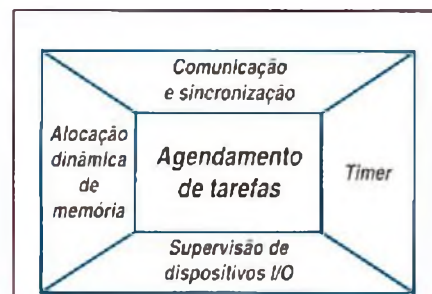 Comunicação
e sincronização
Alocação
dinâmica
de
memória
Agendamento
de tarefas
Timer
Supervisão de
dispositivos I/O